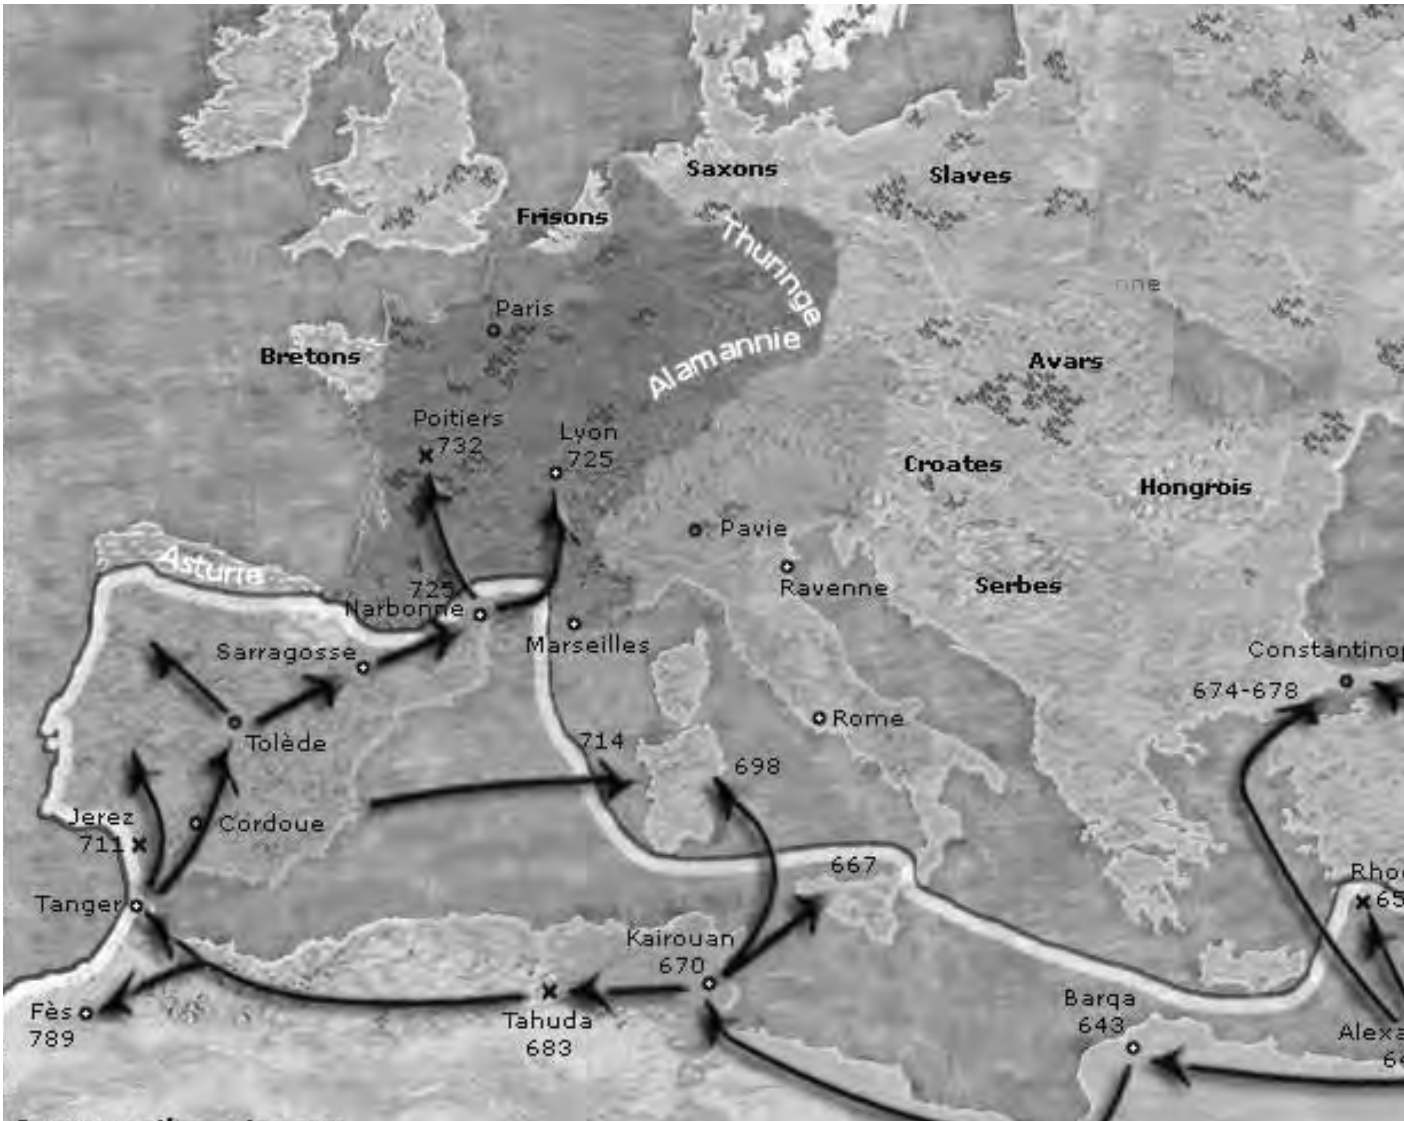 Saxons
Slaves
Frisons
Thuringe
Paris
Bretons
Alamannie
Avars
Poitiers
732
Lyon
725
Croates
Hongrois
Pavie
Asturie
Ravenne
Serbes
725
Narbonne
Marseilles
Sarragosse
Constantinop
674-678
Rome
Tolède
714
698
Jerez
711
Cordoue
667
Tanger
Kairouan
670
Fès
789
Tahuda
683
Barqa
643
Alexa